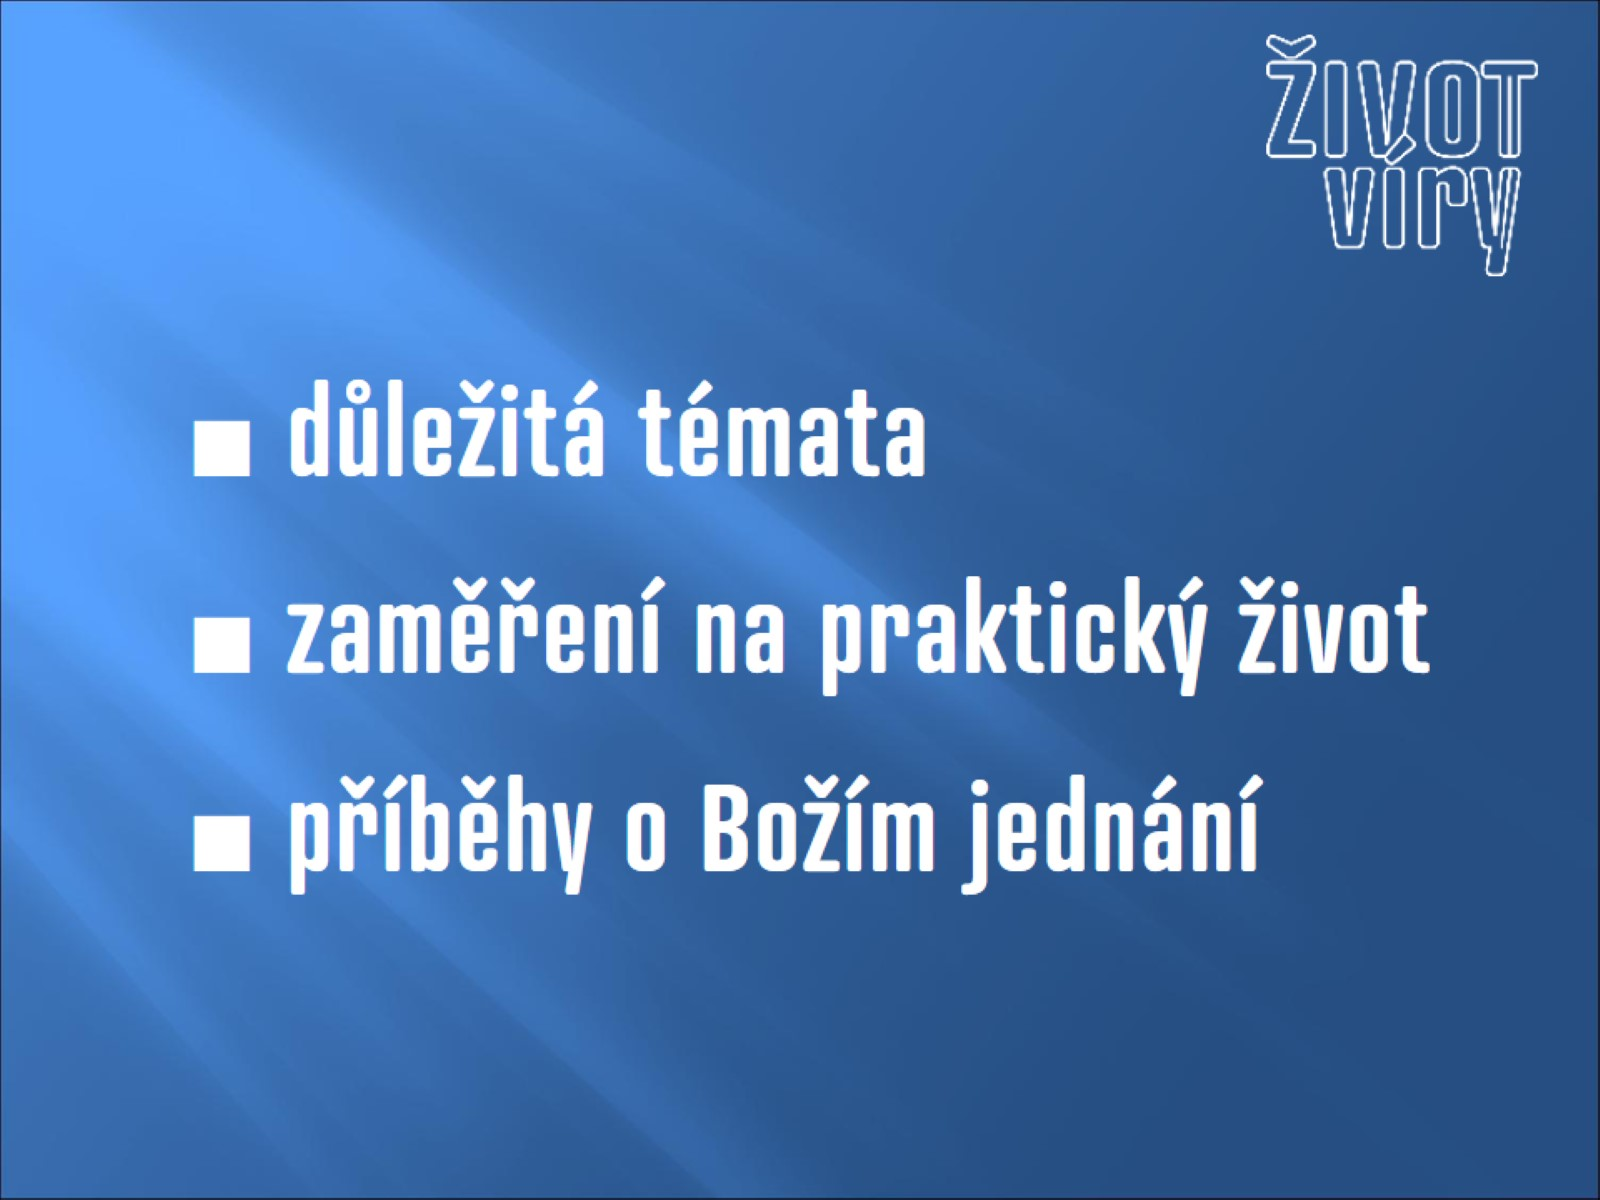 ŽIVOT
víry
■ důležitá témata
■ zaměření na praktický život
■ příběhy o Božím jednání